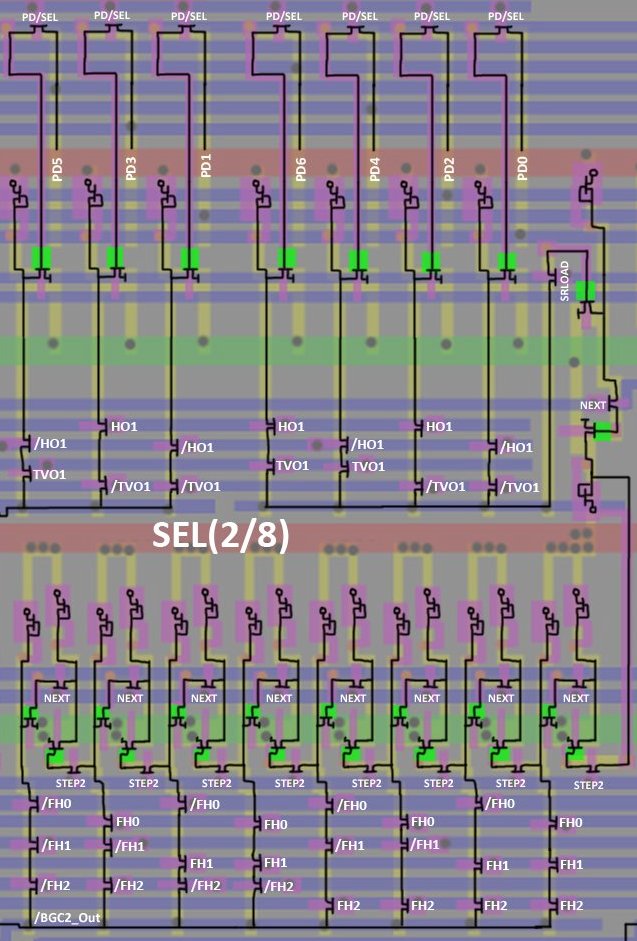 PD/SEL PD/SEL PD/SEL PD/SEL PD/SEL PD/SEL PD/SEL
PD5 PD3 PD1 PD6 PD4 PD2 PD0
SRLOAD
NEXT
HO1 HO1 HO1
/HO1 /HO1 /HO1 /HO1
TVO1 TVO1 TVO1
/TVO1 /TVO1 /TVO1 /TVO1
SEL(2/8)
NEXT NEXT NEXT NEXT NEXT NEXT NEXT NEXT
STEP2 STEP2 STEP2 STEP2 STEP2 STEP2 STEP2 STEP2
/FH0 /FH0 /FH0 /FH0
FH0 FH0 FH0 FH0
/FH1 /FH1 /FH1 /FH1
FH1 FH1 FH1 FH1
/FH2 /FH2 /FH2 /FH2
FH2 FH2 FH2 FH2
/BGC2_Out